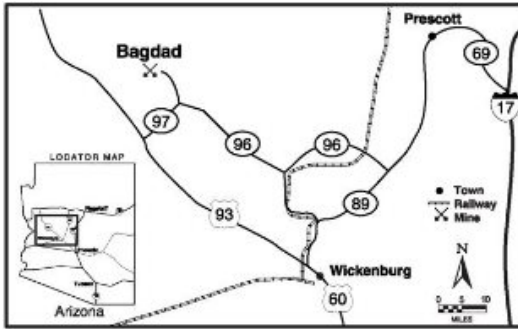 Prescott
69
Bagdad
17
97
96
96
LOCATOR MAP
Town
Railway
Mine
93
89
N
Wickenburg
60
0 5 10
MILES
Arizona